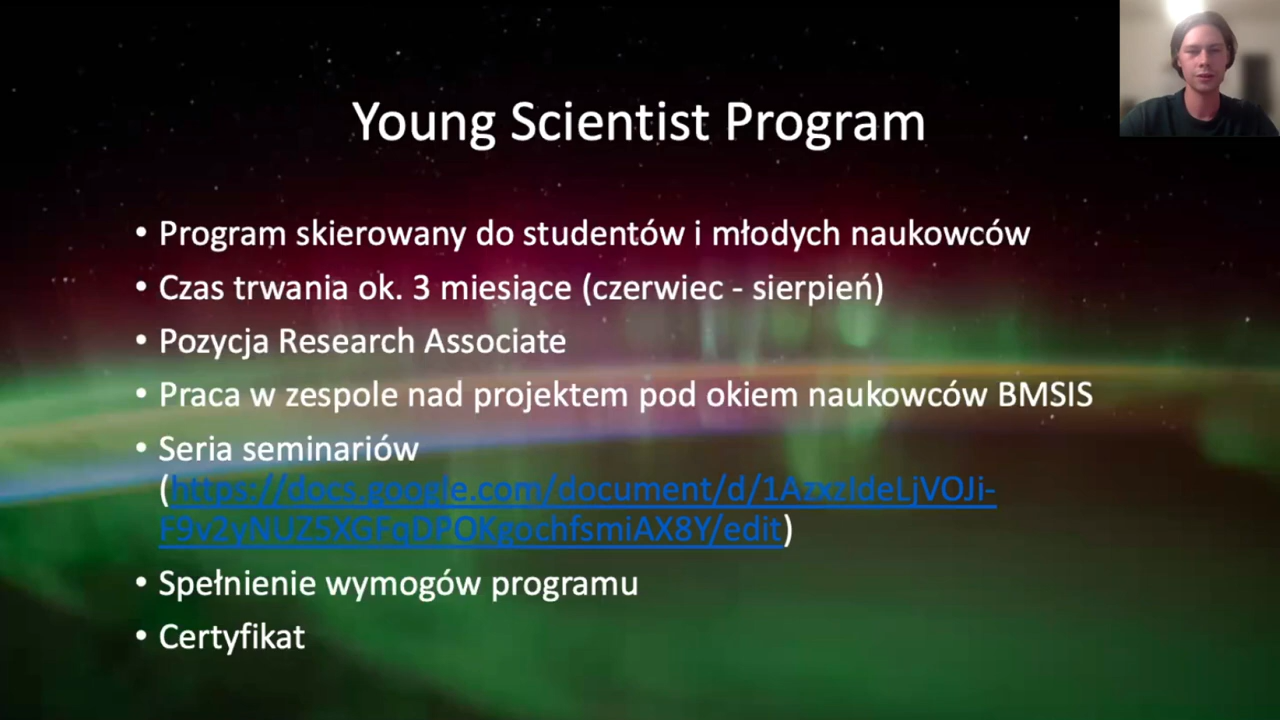 Young Scientist Program
• Program skierowany do studentów i młodych naukowców
• Czas trwania ok. 3 miesiące (czerwiec - sierpień)
• Pozycja Research Associate
• Praca w zespole nad projektem pod okiem naukowców BMSIS
• Seria seminariów
(https://docs.google.com/document/d/1AzxzIdeLjVOJi-
F9v2yNUZ5XGFqDPOKgochfsmiAX8Y/edit)
• Spełnienie wymogów programu
• Certyfikat